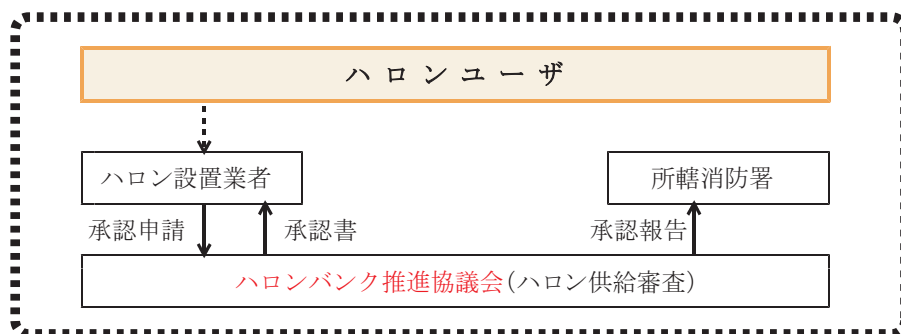 ハロンユーザ
ハロン設置業者
所轄消防署
承認申請
承認書
承認報告
ハロンバンク推進協議会(ハロン供給審査)